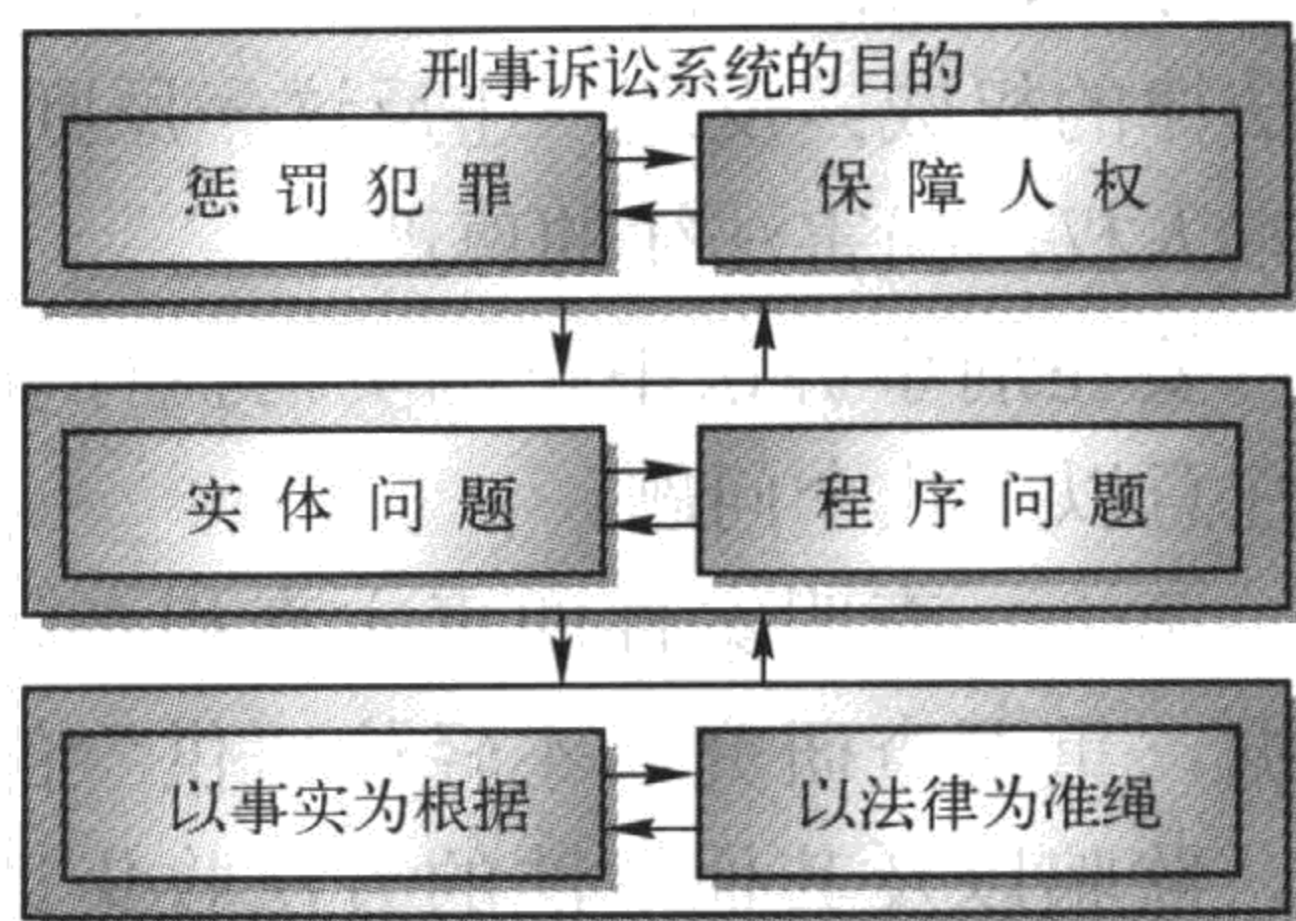 刑事诉讼系统的目的
惩罚犯罪
保障人权
实体问题
程序问题
以事实为根据
以法律为准绳